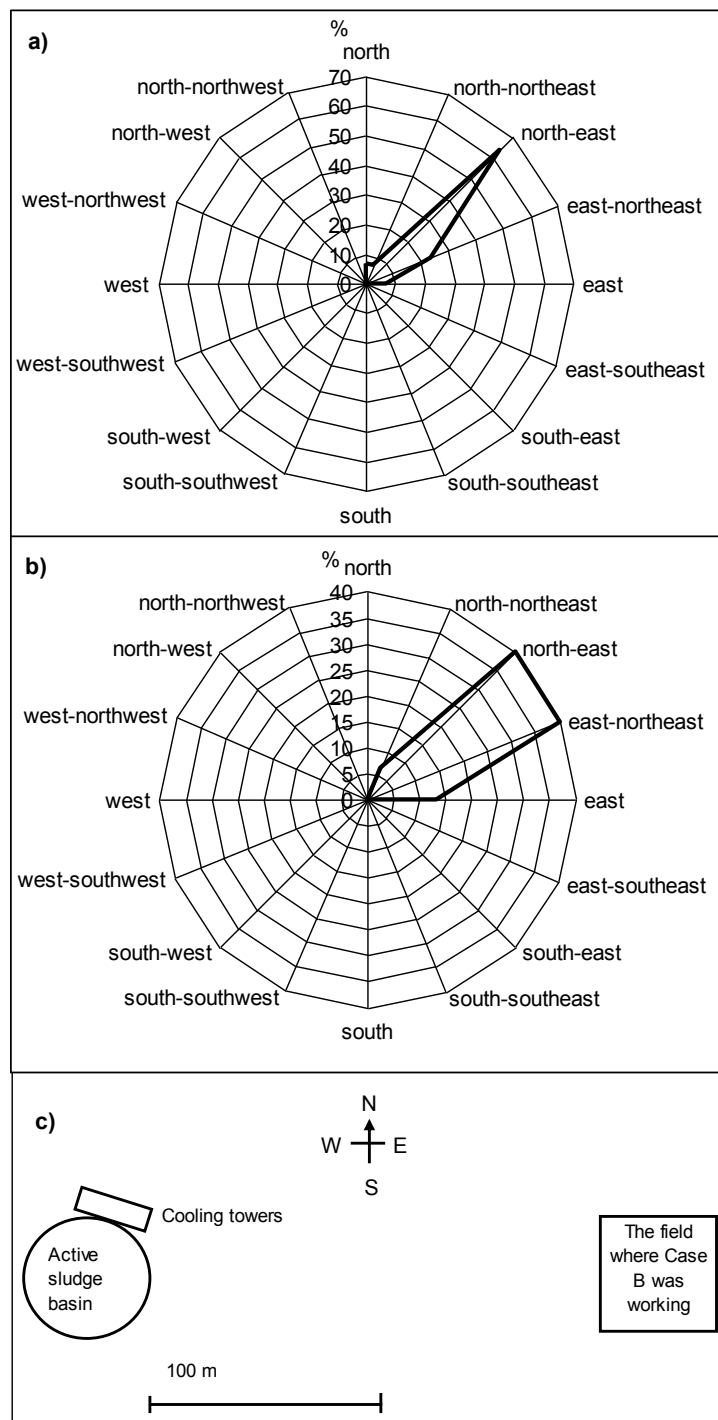 a)
%
north
north-northwest
north-northeast
north-west
north-east
west-northwest
east-northeast
west
east
west-southwest
east-southeast
south-west
south-east
south-southwest
south-southeast
south
70
60
50
40
30
20
10
0
b)
%
north
north-northwest
north-northeast
north-west
north-east
west-northwest
east-northeast
west
east
west-southwest
east-southeast
south-west
south-east
south-southwest
south-southeast
south
40
35
30
25
20
15
10
5
0
c)
N
W E
S
Cooling towers
Active
sludge
basin
The field
where Case
B was
working
100 m